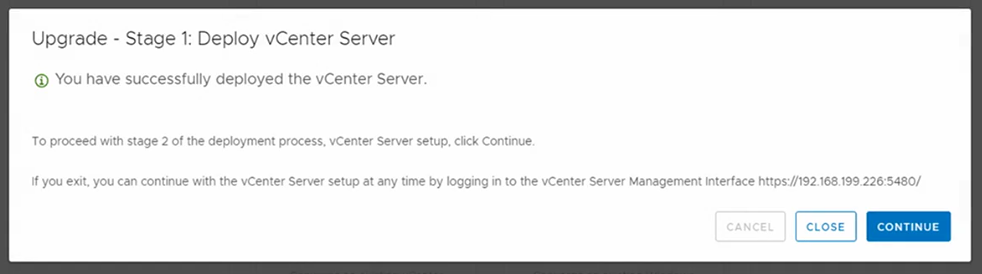 Upgrade - Stage 1: Deploy vCenter Server
You have successfully deployed the vCenter Server.
To proceed with stage 2 of the deployment process, vCenter Server setup, click Continue.
If you exit, you can continue with the vCenter Server setup at any time by logging in to the vCenter Server Management Interface https://192.168.199.226:5480/
CANCEL CLOSE CONTINUE